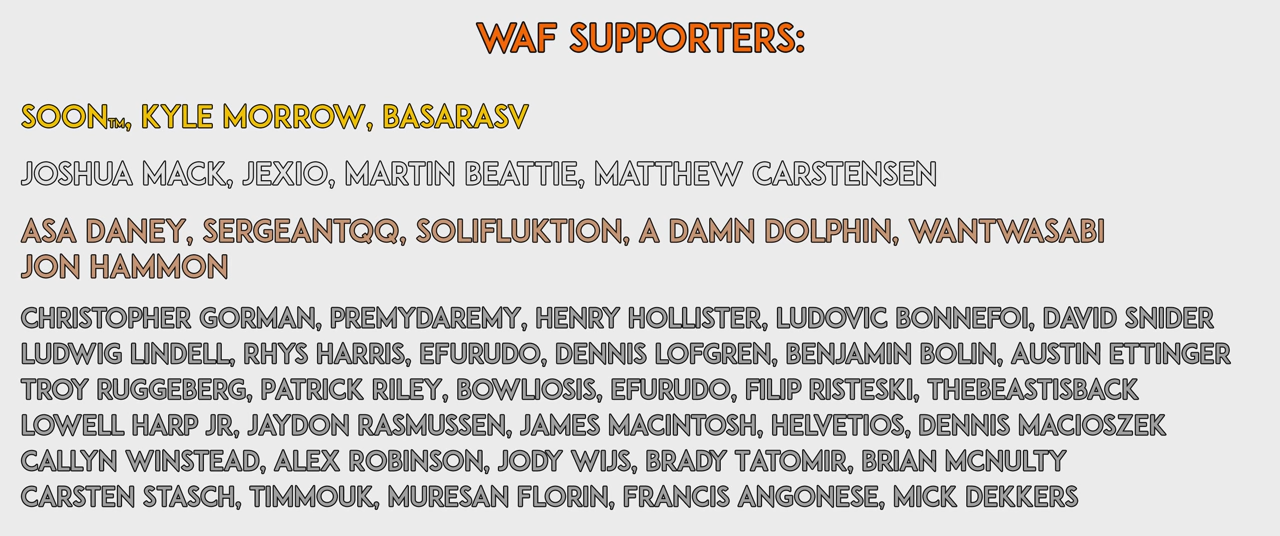 WAF SUPPORTERS:
SOON™, KYLE MORROW, BASARASV
JOSHUA MACK, JEXIO, MARTIN BEATTIE, MATTHEW CARSTENSEN
ASA DANEY, SERGEANTQQ, SOLIFLUKTION, A DAMN DOLPHIN, WANTWASABI
JON HAMMON
CHRISTOPHER GORMAN, PREMYDAREMY, HENRY HOLLISTER, LUDOVIC BONNEFOI, DAVID SNIDER
LUDWIG LINDELL, RHYS HARRIS, EFURUDO, DENNIS LOFGREN, BENJAMIN BOLIN, AUSTIN ETTINGER
TROY RUGGEBERG, PATRICK RILEY, BOWLIOSIS, EFURUDO, FILIP RISTESKI, THEBEASTISBACK
LOWELL HARP JR, JAYDON RASMUSSEN, JAMES MACINTOSH, HELVETIOS, DENNIS MACIOSZEK
CALLYN WINSTEAD, ALEX ROBINSON, JODY WIJS, BRADY TATOMIR, BRIAN MCNULTY
CARSTEN STASCH, TIMMOUK, MURESAN FLORIN, FRANCIS ANGONESE, MICK DEKKERS